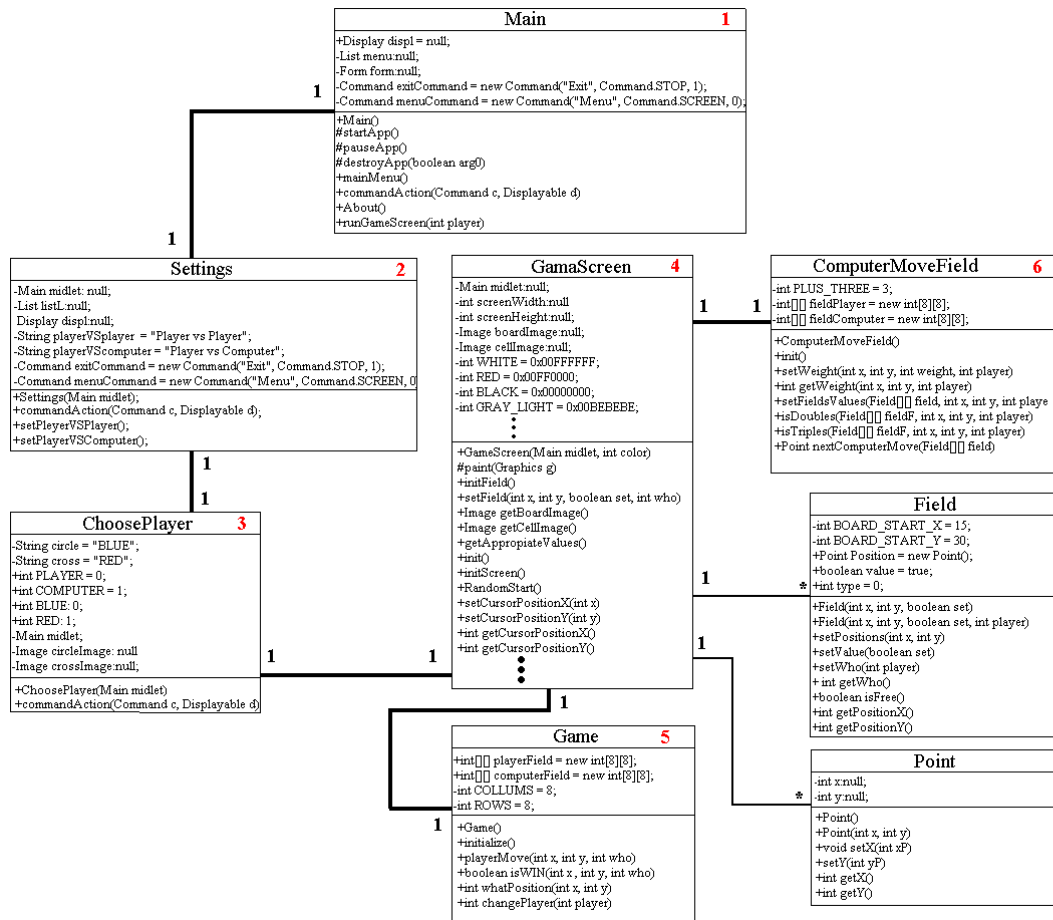 Main 1
+Display displ = null;
-List menu:null;
-Form form:null;
-Command exitCommand = new Command("Exit", Command.STOP, 1);
-Command menuCommand = new Command("Menu", Command.SCREEN, 0);
+Main()
#startApp()
#pauseApp()
#destroyApp(boolean arg0)
+mainMenu()
+commandAction(Command c, Displayable d)
+About()
+runGameScreen(int player)
1
1
Settings 2
-Main midlet: null;
-List listL:null;
Display displ:null;
-String playerVSplayer = "Player vs Player";
-String playerVScomputer = "Player vs Computer";
-Command exitCommand = new Command("Exit", Command.STOP, 1);
-Command menuCommand = new Command("Menu", Command.SCREEN, 0
+Settings(Main midlet);
+commandAction(Command c, Displayable d);
+setPleyerVSPlayer();
+setPleyerVSComputer();
1
1
ChoosePlayer 3
-String circle = "BLUE";
-String cross = "RED";
+int PLAYER = 0;
+int COMPUTER = 1;
+int BLUE: 0;
+int RED: 1;
-Main midlet;
-Image circleImage: null
-Image crossImage:null;
+ChoosePlayer(Main midlet)
+commandAction(Command c, Displayable d)
1
1
GamaScreen 4
-Main midlet:null;
-int screenWidth:null
-int screenHeight:null;
-Image boardImage:null;
-Image cellImage:null;
-int WHITE = 0x00FFFFFF;
-int RED = 0x00FF0000;
-int BLACK = 0x00000000;
-int GRAY_LIGHT = 0x00BEBEBE;
+GameScreen(Main midlet, int color)
#paint(Graphics g)
+initField()
+setField(int x, int y, boolean set, int who)
+Image getBoardImage()
+Image getCellImage()
+getAppropiateValues()
+init()
+initScreen()
+RandomStart()
+setCursorPositionX(int x)
+setCursorPositionY(int y)
+int getCursorPositionX()
+int getCursorPositionY()
1
1
Game 5
+int[][] playerField = new int[8][8];
+int[][] computerField = new int[8][8];
-int COLLUMS = 8;
-int ROWS = 8;
+Game()
+initialize()
+playerMove(int x, int y, int who)
+boolean isWIN(int x , int y, int who)
+int whatPosition(int x, int y)
+int changePlayer(int player)
1
1
ComputerMoveField 6
-int PLUS_THREE = 3;
-int[][] fieldPlayer = new int[8][8];
-int[][] fieldComputer = new int[8][8];
+ComputerMoveField()
+init()
+setWeight(int x, int y, int weight, int player)
+int getWeight(int x, int y, int player)
+setFieldsValues(Field[][] field, int x, int y, int playe
+isDoubles(Field[][] fieldF, int x, int y, int player)
+isTriples(Field[][] fieldF, int x, int y, int player)
+Point nextComputerMove(Field[][] field)
1
*
Field
-int BOARD_START_X = 15;
-int BOARD_START_Y = 30;
+Point Position = new Point();
+boolean value = true;
+int type = 0;
+Field(int x, int y, boolean set)
+Field(int x, int y, boolean set, int player)
+setPositions(int x, int y)
+setValue(boolean set)
+setWho(int player)
+ int getWho()
+boolean isFree()
+int getPositionX()
+int getPositionY()
1
*
Point
-int x:null;
-int y:null;
+Point()
+Point(int x, int y)
+void setX(int xP)
+setY(int yP)
+int getX()
+int getY()